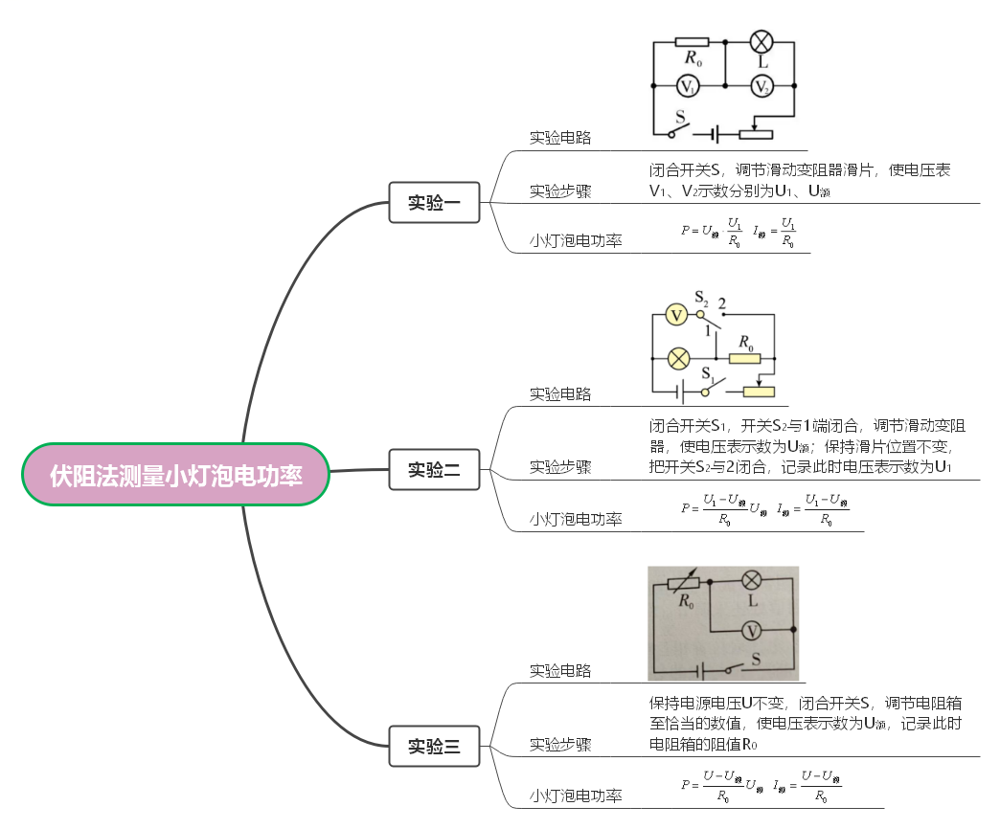 伏阻法测量小灯泡电功率
实验一
实验电路
R₀
L
V₁
V₂
S
实验步骤
闭合开关S，调节滑动变阻器滑片，使电压表
V₁、V₂示数分别为U₁、U额
小灯泡电功率
P = U额 · U₁/R₀  I额 = U₁/R₀
实验二
实验电路
S₂ 2
V
1
R₀
S₁
实验步骤
闭合开关S₁，开关S₂与1端闭合，调节滑动变阻
器，使电压表示数为U额；保持滑片位置不变，
把开关S₂与2闭合，记录此时电压表示数为U₁
小灯泡电功率
P = (U₁−U额)/R₀ U额  I额 = (U₁−U额)/R₀
实验三
实验电路
R₀
L
V
S
实验步骤
保持电源电压U不变，闭合开关S，调节电阻箱
至恰当的数值，使电压表示数为U额，记录此时
电阻箱的阻值R₀
小灯泡电功率
P = (U−U额)/R₀ U额  I额 = (U−U额)/R₀